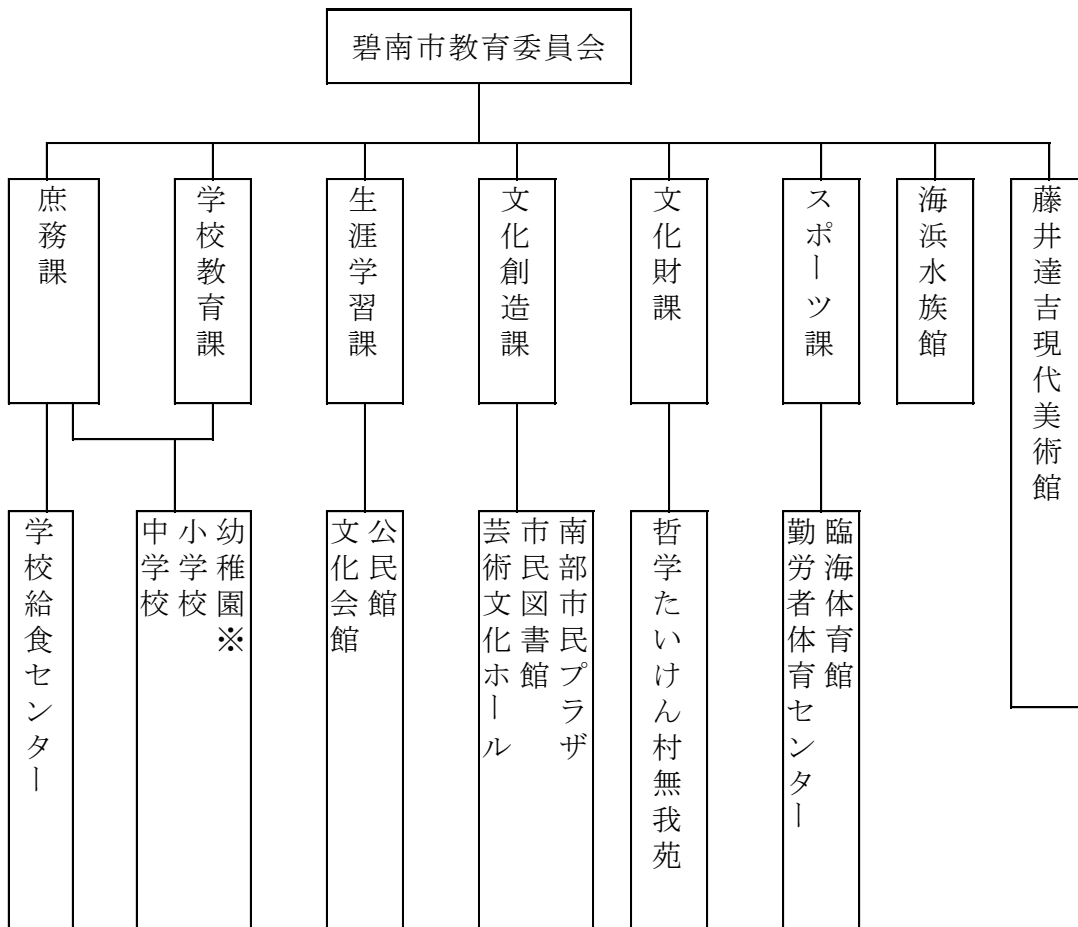 碧南市教育委員会
庶務課
学校教育課
生涯学習課
文化創造課
文化財課
スポーツ課
海浜水族館
藤井達吉現代美術館
学校給食センター
幼稚園※
小学校
中学校
公民館
文化会館
南部市民プラザ
市民図書館
芸術文化ホール
哲学たいけん村無我苑
臨海体育館
勤労者体育センター